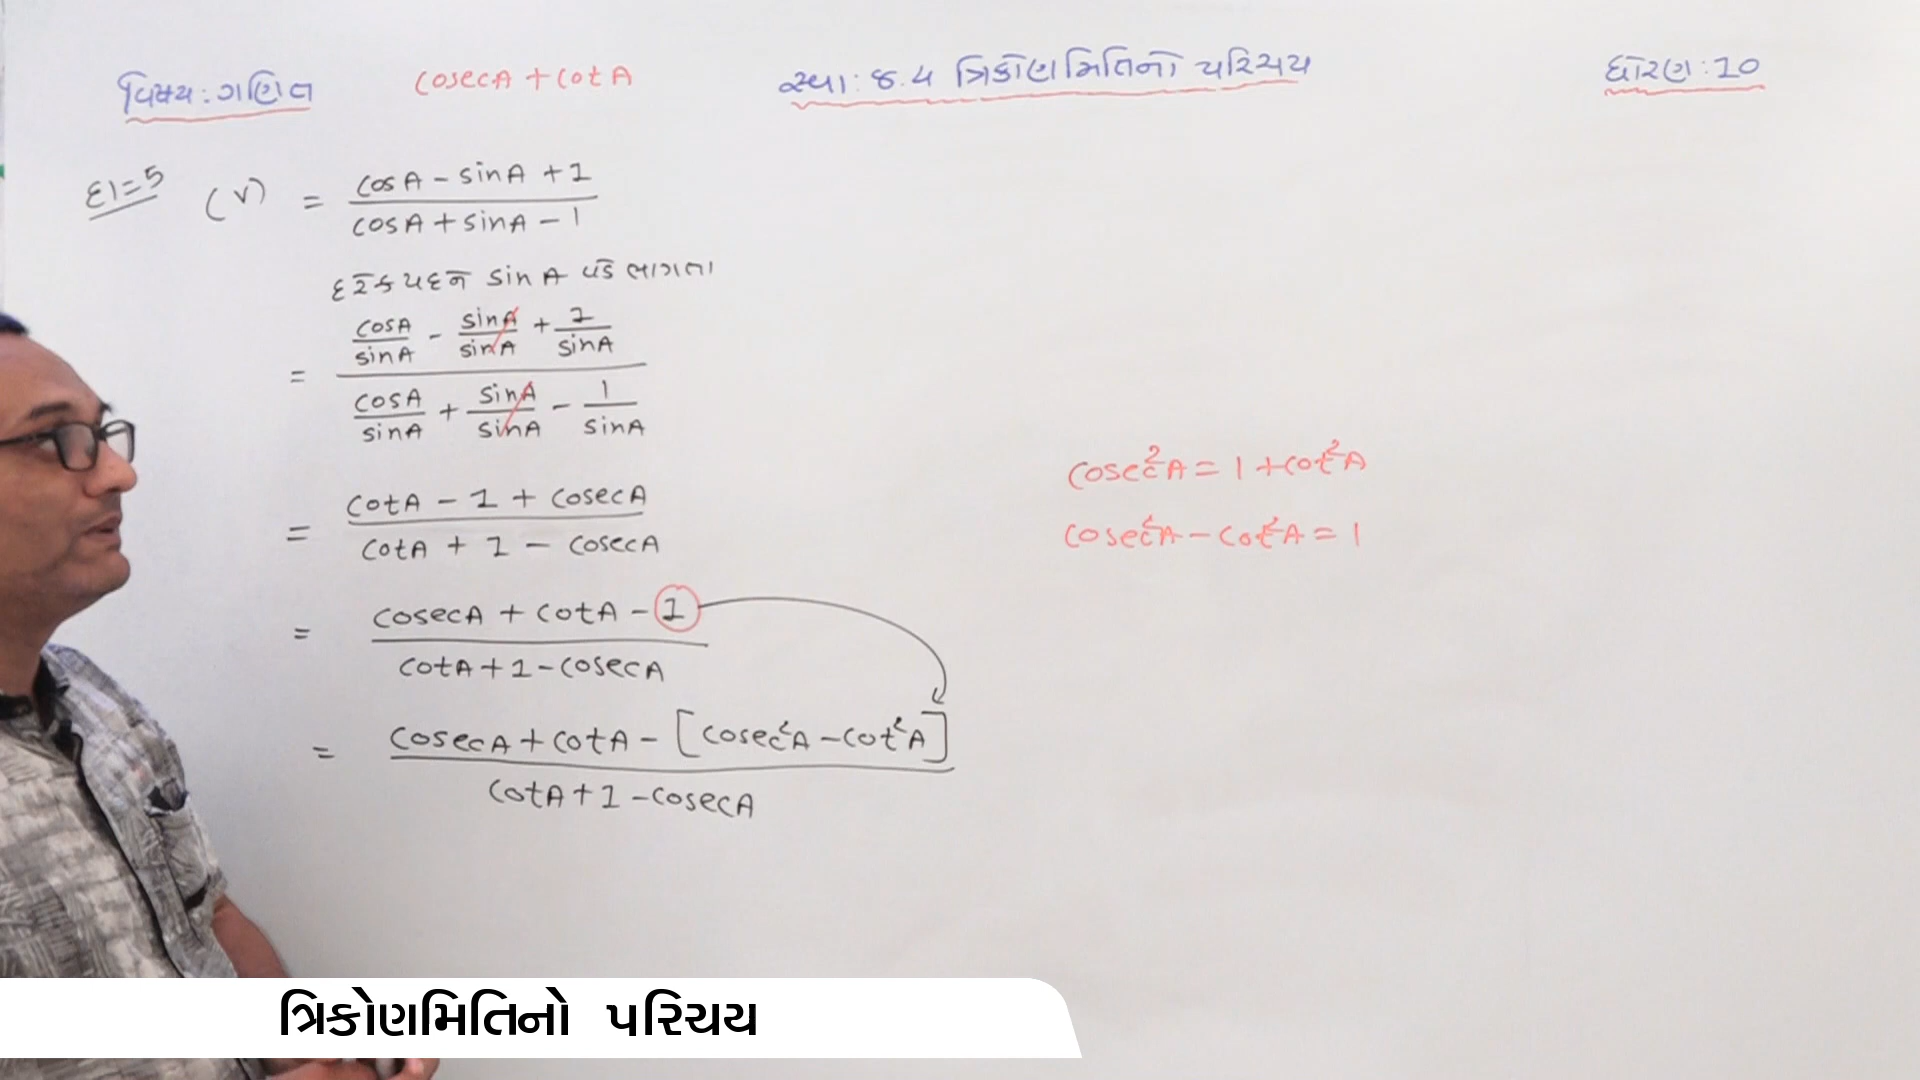 વિષય : ગણિત
cosecA + cotA
સ્વા : 8.4 ત્રિકોણમિતિનો પરિચય
ધોરણ : 10
દા=5 (v) = (cosA - sinA + 1) / (cosA + sinA - 1)
દરેક પદને sinA વડે ભાગતા
= (cosA/sinA - sinA/sinA + 1/sinA) / (cosA/sinA + sinA/sinA - 1/sinA)
= (cotA - 1 + cosecA) / (cotA + 1 - cosecA)
= (cosecA + cotA - 1) / (cotA + 1 - cosecA)
= (cosecA + cotA - [cosec²A - cot²A]) / (cotA + 1 - cosecA)
cosec²A = 1 + cot²A
cosec²A - cot²A = 1
ત્રિકોણમિતિનો પરિચય